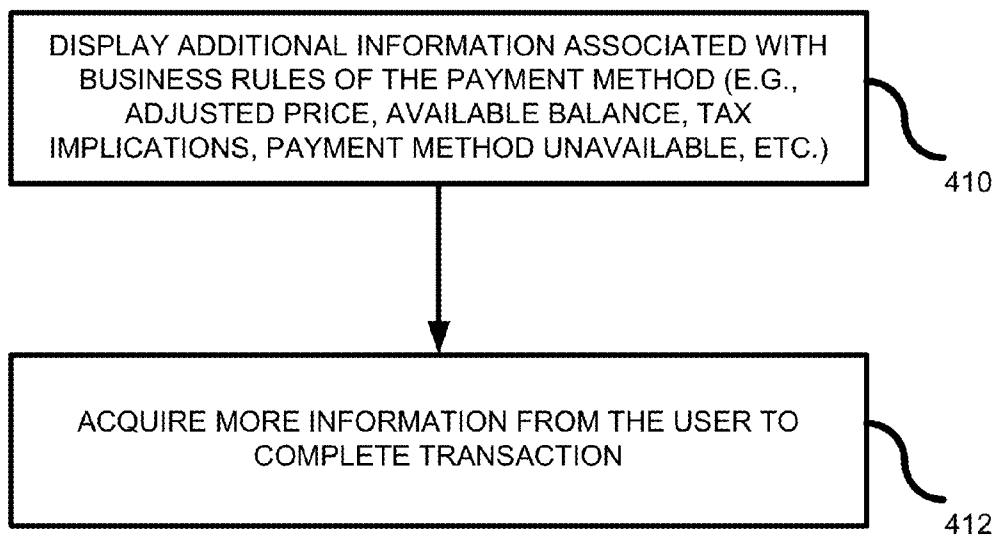 DISPLAY ADDITIONAL INFORMATION ASSOCIATED WITH
BUSINESS RULES OF THE PAYMENT METHOD (E.G.,
ADJUSTED PRICE, AVAILABLE BALANCE, TAX
IMPLICATIONS, PAYMENT METHOD UNAVAILABLE, ETC.)
410
ACQUIRE MORE INFORMATION FROM THE USER TO
COMPLETE TRANSACTION
412